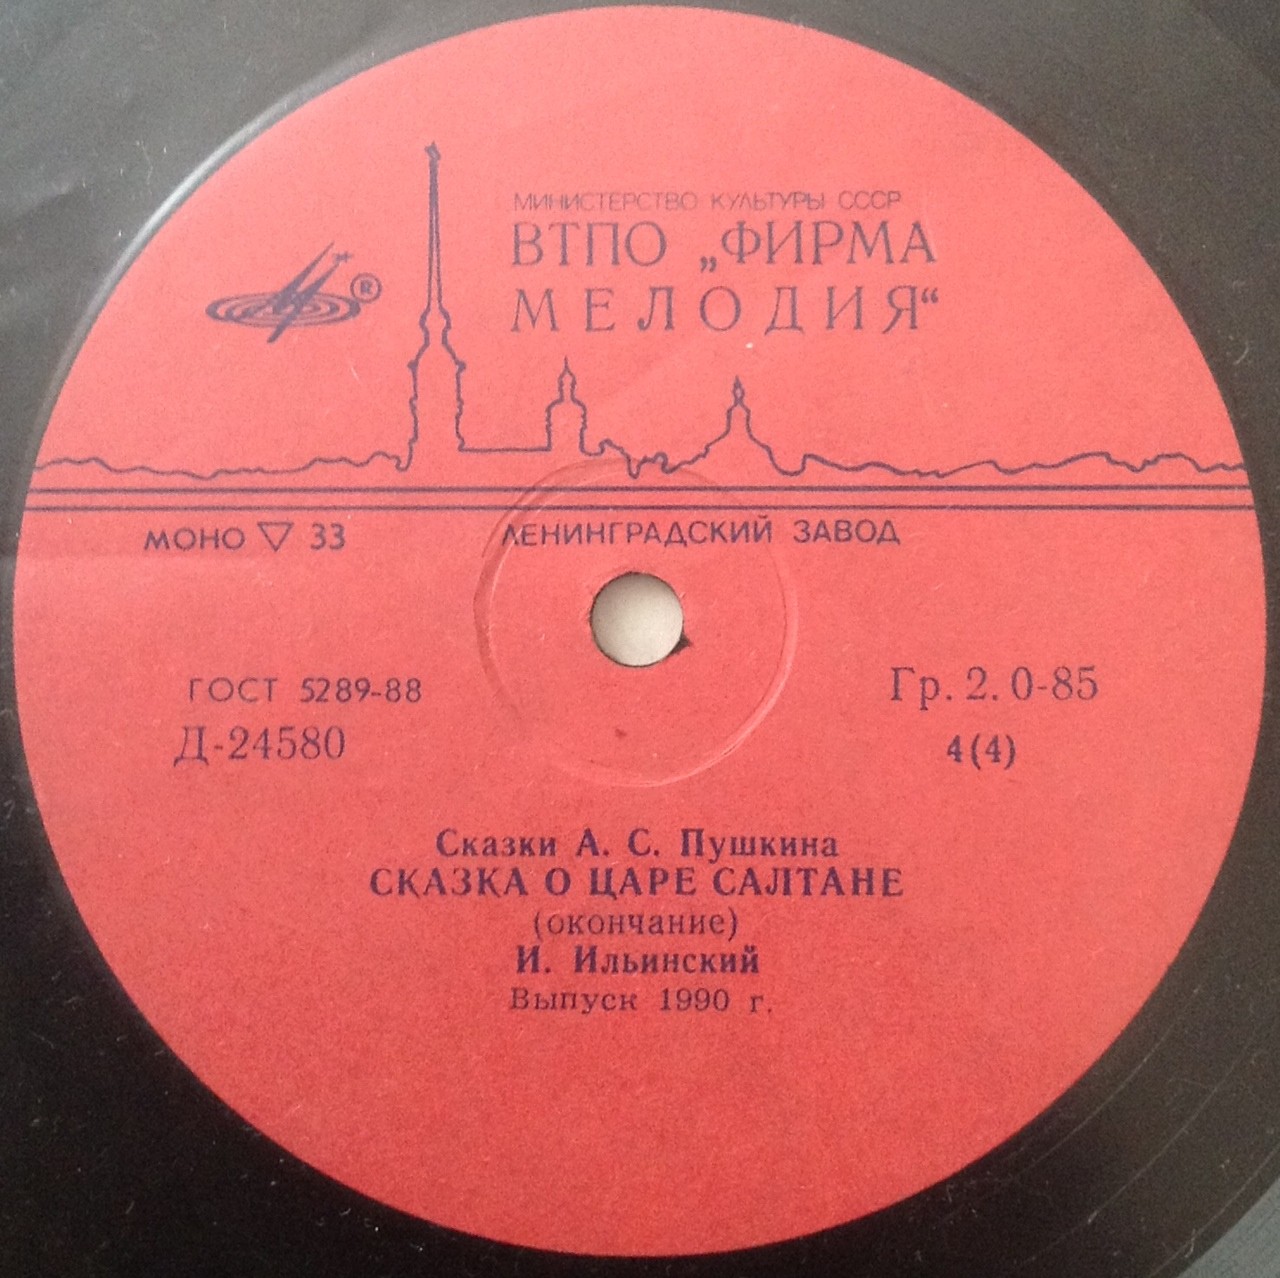 МИНИСТЕРСТВО КУЛЬТУРЫ СССР
ВТПО „ФИРМА
МЕЛОДИЯ“
®
МОНО ▽ 33
ЛЕНИНГРАДСКИЙ ЗАВОД
ГОСТ 5289-88
Гр. 2. 0-85
Д-24580
4(4)
Сказки А. С. Пушкина
СКАЗКА О ЦАРЕ САЛТАНЕ
(окончание)
И. Ильинский
Выпуск 1990 г.